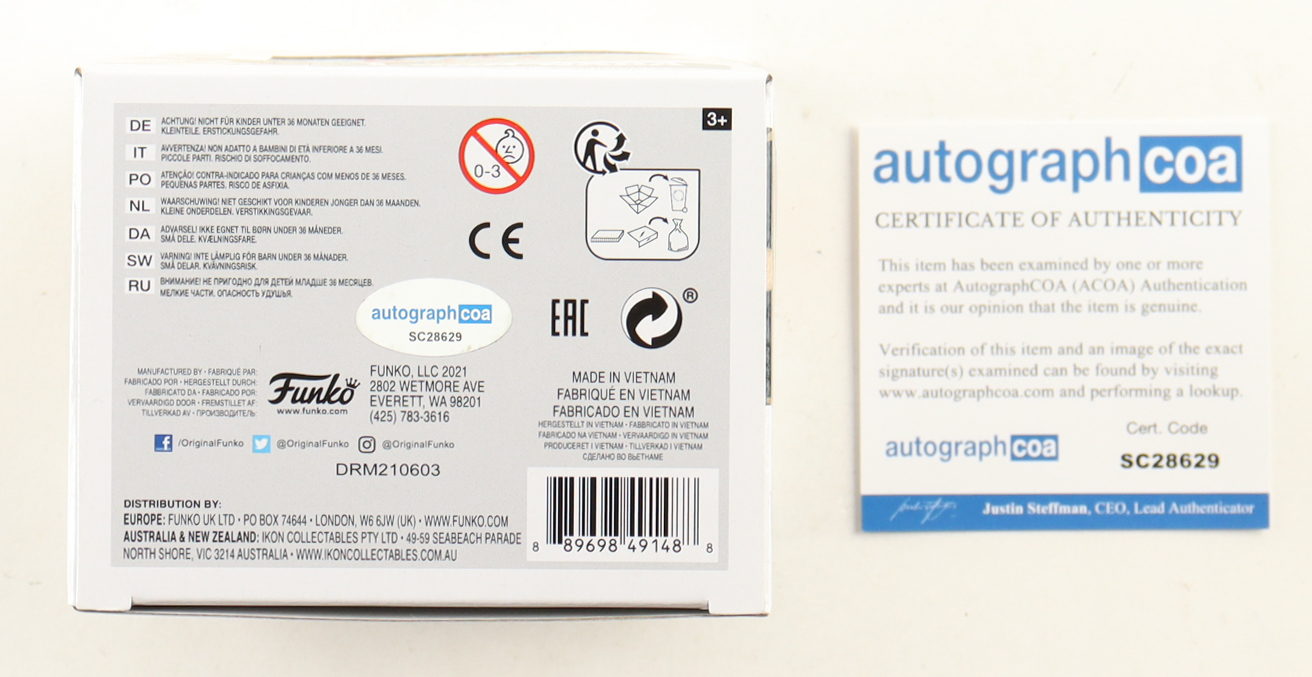 3+
DE
ACHTUNG! NICHT FÜR KINDER UNTER 36 MONATEN GEEIGNET.
KLEINTEILE. ERSTICKUNGSGEFAHR.
IT
AVVERTENZA! NON ADATTO A BAMBINI DI ETÀ INFERIORE A 36 MESI.
PICCOLE PARTI. RISCHIO DI SOFFOCAMENTO.
PO
ATENÇÃO! CONTRA-INDICADO PARA CRIANÇAS COM MENOS DE 36 MESES.
PEQUENAS PARTES. RISCO DE ASFIXIA.
NL
WAARSCHUWING! NIET GESCHIKT VOOR KINDEREN JONGER DAN 36 MAANDEN.
KLEINE ONDERDELEN. VERSTIKKINGSGEVAAR.
DA
ADVARSEL! IKKE EGNET TIL BØRN UNDER 36 MÅNEDER.
SMÅ DELE. KVÆLNINGSFARE.
SW
VARNING! INTE LÄMPLIG FÖR BARN UNDER 36 MÅNADER.
SMÅ DELAR. KVÄVNINGSRISK.
RU
ВНИМАНИЕ! НЕ ПРИГОДНО ДЛЯ ДЕТЕЙ МЛАДШЕ 36 МЕСЯЦЕВ.
МЕЛКИЕ ЧАСТИ. ОПАСНОСТЬ УДУШЬЯ.
0-3
CE
EAC
®
autographcoa
SC28629
MANUFACTURED BY • FABRIQUÉ PAR:
FABRICADO POR • HERGESTELLT DURCH:
FABBRICATO DA • FABRICADO POR:
VERVAARDIGD DOOR • FREMSTILLET AF:
TILLVERKAD AV • ПРОИЗВОДИТЕЛЬ:
Funko
www.funko.com
FUNKO, LLC 2021
2802 WETMORE AVE
EVERETT, WA 98201
(425) 783-3616
/OriginalFunko @OriginalFunko @OriginalFunko
DRM210603
MADE IN VIETNAM
FABRIQUÉ EN VIETNAM
FABRICADO EN VIETNAM
HERGESTELLT IN VIETNAM • FABBRICATO IN VIETNAM
FABRICADO NA VIETNAM • VERVAARDIGD IN VIETNAM
PRODUCERET I VIETNAM • TILLVERKAD I VIETNAM
СДЕЛАНО ВО ВЬЕТНАМЕ
DISTRIBUTION BY:
EUROPE: FUNKO UK LTD • PO BOX 74644 • LONDON, W6 6JW (UK) • WWW.FUNKO.COM
AUSTRALIA & NEW ZEALAND: IKON COLLECTABLES PTY LTD • 49-59 SEABEACH PARADE
NORTH SHORE, VIC 3214 AUSTRALIA • WWW.IKONCOLLECTABLES.COM.AU
8 89698 49148 8
autographcoa
CERTIFICATE OF AUTHENTICITY
This item has been examined by one or more
experts at AutographCOA (ACOA) Authentication
and it is our opinion that the item is genuine.
Verification of this item and an image of the exact
signature(s) examined can be found by visiting
www.autographcoa.com and performing a lookup.
autographcoa
Cert. Code
SC28629
Justin Steffman, CEO, Lead Authenticator